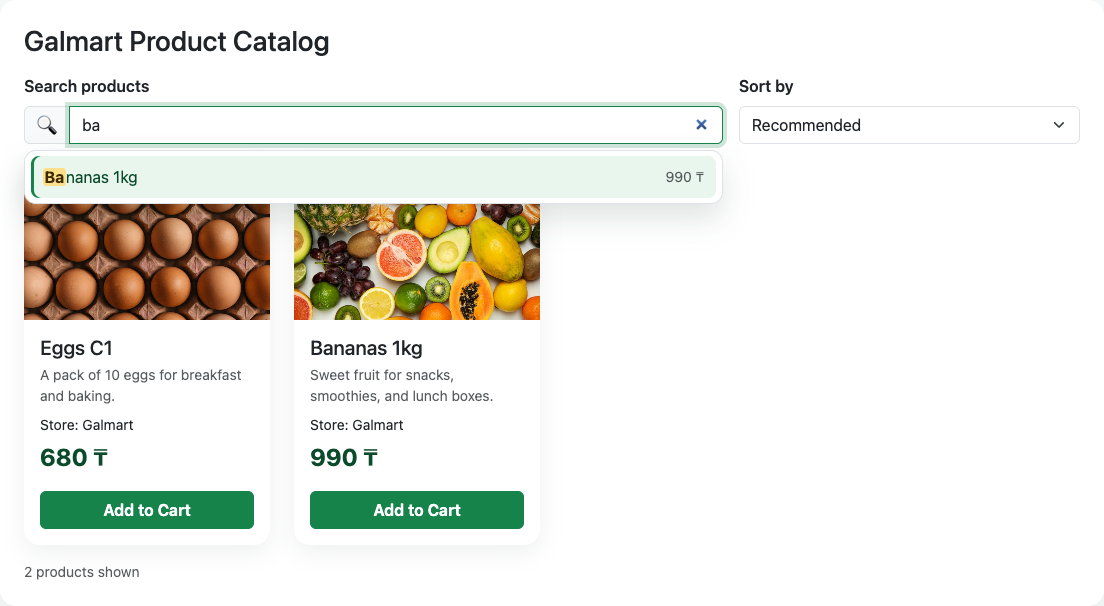 Galmart Product Catalog
Search products
Sort by
ba
Recommended
Bananas 1kg
990 ₸
Eggs C1
A pack of 10 eggs for breakfast
and baking.
Store: Galmart
680 ₸
Add to Cart
Bananas 1kg
Sweet fruit for snacks,
smoothies, and lunch boxes.
Store: Galmart
990 ₸
Add to Cart
2 products shown